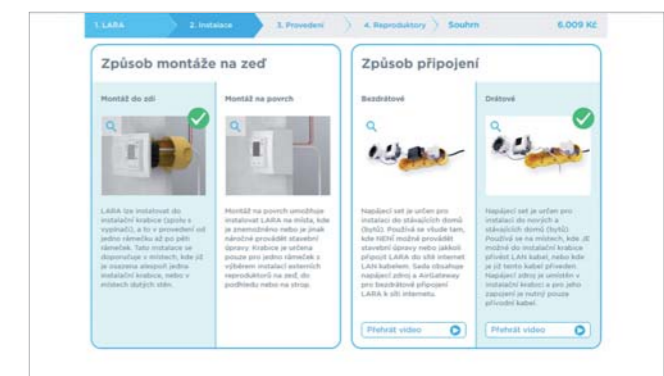 1. LARA
2. Instalace
3. Provedení
4. Reproduktory
Souhrn
6.009 Kč
Způsob montáže na zeď
Montáž do zdi
LARA lze instalovat do
instalační krabice (spolu s
vypínači), a to v provedení od
jedno rámečku až po pěti
rámeček. Tato instalace se
doporučuje v místech, kde již
je osazena alespoň jedna
instalační krabice, nebo v
místech dutých stěn.
Montáž na povrch
Montáž na povrch umožňuje
instalovat LARA na místa, kde
je znemožněno nebo je jinak
náročné provádět stavební
úpravy. Krabice je určena
pouze pro jedno rámeček s
výběrem instalací externích
reproduktorů na zeď, do
podhledu nebo na strop.
Způsob připojení
Bezdrátové
Napájecí set je určen pro
instalaci do stávajících domů
(bytů). Používá se všude tam,
kde NENÍ možné provádět
stavební úpravy nebo jakkoli
připojit LARA do sítě internet
LAN kabelem. Sada obsahuje
napájecí zdroj a AirGateway
pro bezdrátové připojení
LARA k síti internetu.
Přehrát video
Drátové
Napájecí set je určen pro
instalaci do nových a
stávajících domů (bytů).
Používá se na místech, kde JE
možné do instalační krabice
přivést LAN kabel, nebo kde
je již tento kabel přiveden.
Napájecí zdroj je umístěn v
instalační krabici a pro jeho
zapojení je nutný pouze
přívodní kabel.
Přehrát video